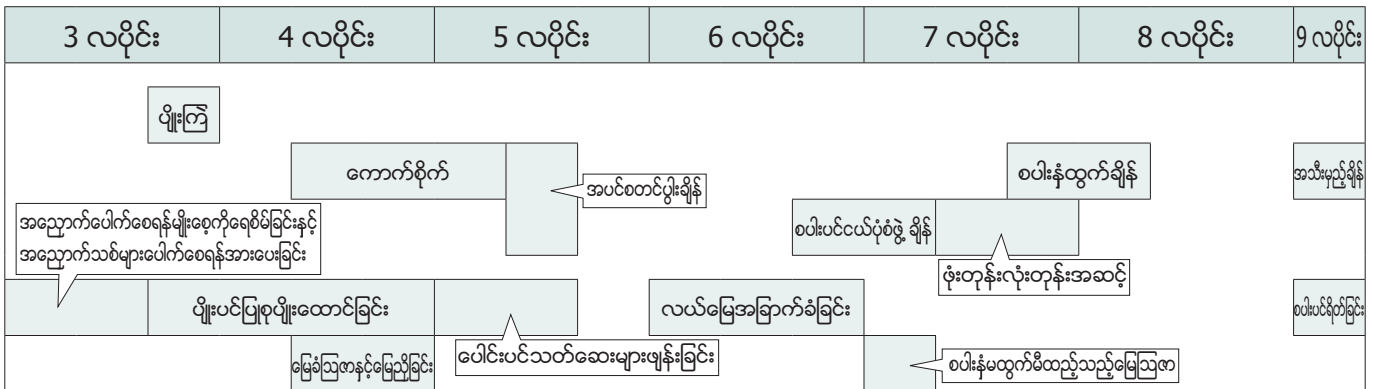 3 လပိုင်း 4 လပိုင်း 5 လပိုင်း 6 လပိုင်း 7 လပိုင်း 8 လပိုင်း 9 လပိုင်း
ပျိုးကြဲ
ကောက်စိုက် စပါးနှံထွက်ချိန် အသီးမှည့်ချိန်
အပင်စတင်ပွါးချိန်
အညှောက်ပေါက်စေရန်မျိုးစေ့ကိုရေစိမ်ခြင်းနှင့်
အညှောက်သစ်များပေါက်စေရန်အားပေးခြင်း
စပါးပင်ငယ်ပုံစံဖွဲ့ ချိန်
ဖုံးတုန်းလုံးတုန်းအဆင့်
ပျိုးပင်ပြုစုပျိုးထောင်ခြင်း လယ်မြေအခြာက်ခံခြင်း စပါးပင်ရိတ်ခြင်း
မြေခံသြဇာနှင့်မြေညှိခြင်း ပေါင်းပင်သတ်ဆေးများဖျန်းခြင်း စပါးနှံမထွက်မီထည့်သည့်မြေသြဇာ